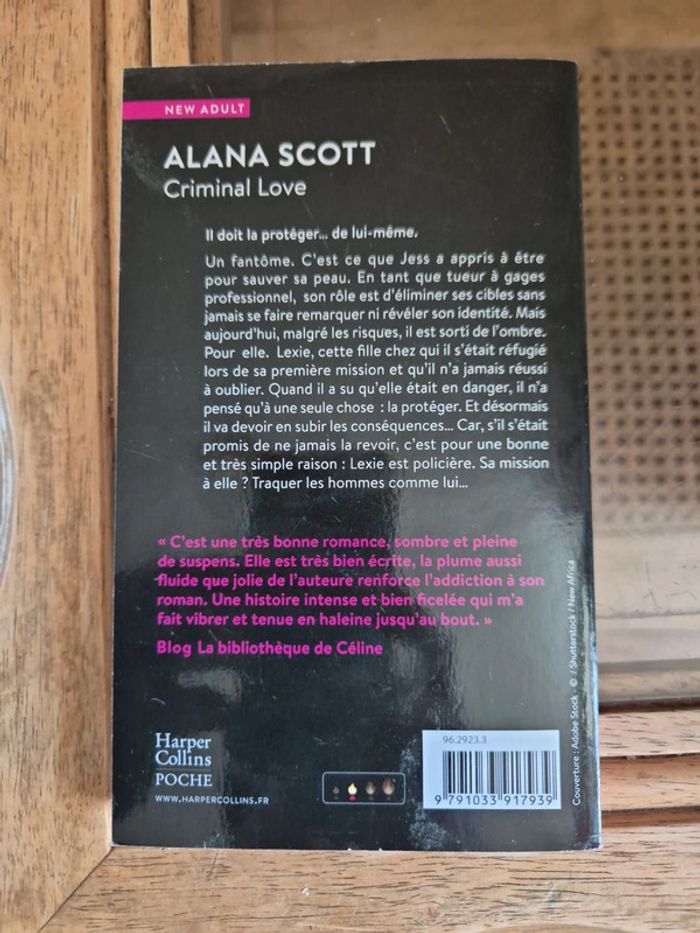 NEW ADULT
ALANA SCOTT
Criminal Love
Il doit la protéger... de lui-même.
Un fantôme. C'est ce que Jess a appris à être
pour sauver sa peau. En tant que tueur à gages
professionnel, son rôle est d'éliminer ses cibles sans
jamais se faire remarquer ni révéler son identité. Mais
aujourd'hui, malgré les risques, il est sorti de l'ombre.
Pour elle. Lexie, cette fille chez qui il s'était réfugié
lors de sa première mission et qu'il n'a jamais réussi
à oublier. Quand il a su qu'elle était en danger, il n'a
pensé qu'à une seule chose : la protéger. Et désormais
il va devoir en subir les conséquences... Car, s'il s'était
promis de ne jamais la revoir, c'est pour une bonne
et très simple raison : Lexie est policière. Sa mission
à elle ? Traquer les hommes comme lui...
« C'est une très bonne romance, sombre et pleine
de suspens. Elle est très bien écrite, la plume aussi
fluide que jolie de l'auteure renforce l'addiction à son
roman. Une histoire intense et bien ficelée qui m'a
fait vibrer et tenue en haleine jusqu'au bout. »
Blog La bibliothèque de Céline
Harper
Collins
POCHE
WWW.HARPERCOLLINS.FR
96.2923.3
9 791033 917939
Couverture : Adobe Stock - © / Shutterstock / New Africa